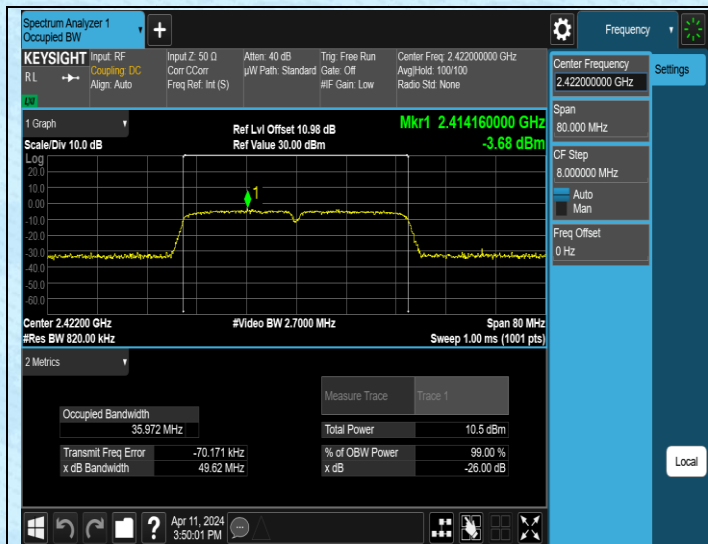 Spectrum Analyzer 1
Occupied BW
Frequency
KEYSIGHT
RL
LXI
Input: RF
Coupling: DC
Align: Auto
Input Z: 50 Ω
Corr CCorr
Freq Ref: Int (S)
Atten: 40 dB
µW Path: Standard
Trig: Free Run
Gate: Off
#IF Gain: Low
Center Freq: 2.422000000 GHz
Avg|Hold: 100/100
Radio Std: None
Center Frequency
2.422000000 GHz
Settings
Span
80.000 MHz
CF Step
8.000000 MHz
Auto
Man
Freq Offset
0 Hz
1 Graph
Scale/Div 10.0 dB
Ref Lvl Offset 10.98 dB
Ref Value 30.00 dBm
Mkr1 2.414160000 GHz
-3.68 dBm
Log
20.0
10.0
0.00
-10.0
-20.0
-30.0
-40.0
-50.0
-60.0
1
Center 2.42200 GHz
#Res BW 820.00 kHz
#Video BW 2.7000 MHz
Span 80 MHz
Sweep 1.00 ms (1001 pts)
2 Metrics
Measure Trace
Trace 1
Occupied Bandwidth
35.972 MHz
Total Power
10.5 dBm
Transmit Freq Error
-70.171 kHz
% of OBW Power
99.00 %
x dB Bandwidth
49.62 MHz
x dB
-26.00 dB
Local
Apr 11, 2024
3:50:01 PM